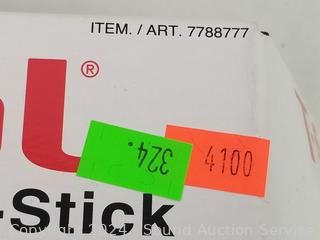 ITEM. / ART. 7788777
®
324.
4100
-Stick
Copyright 2024 - Sound Auction Service